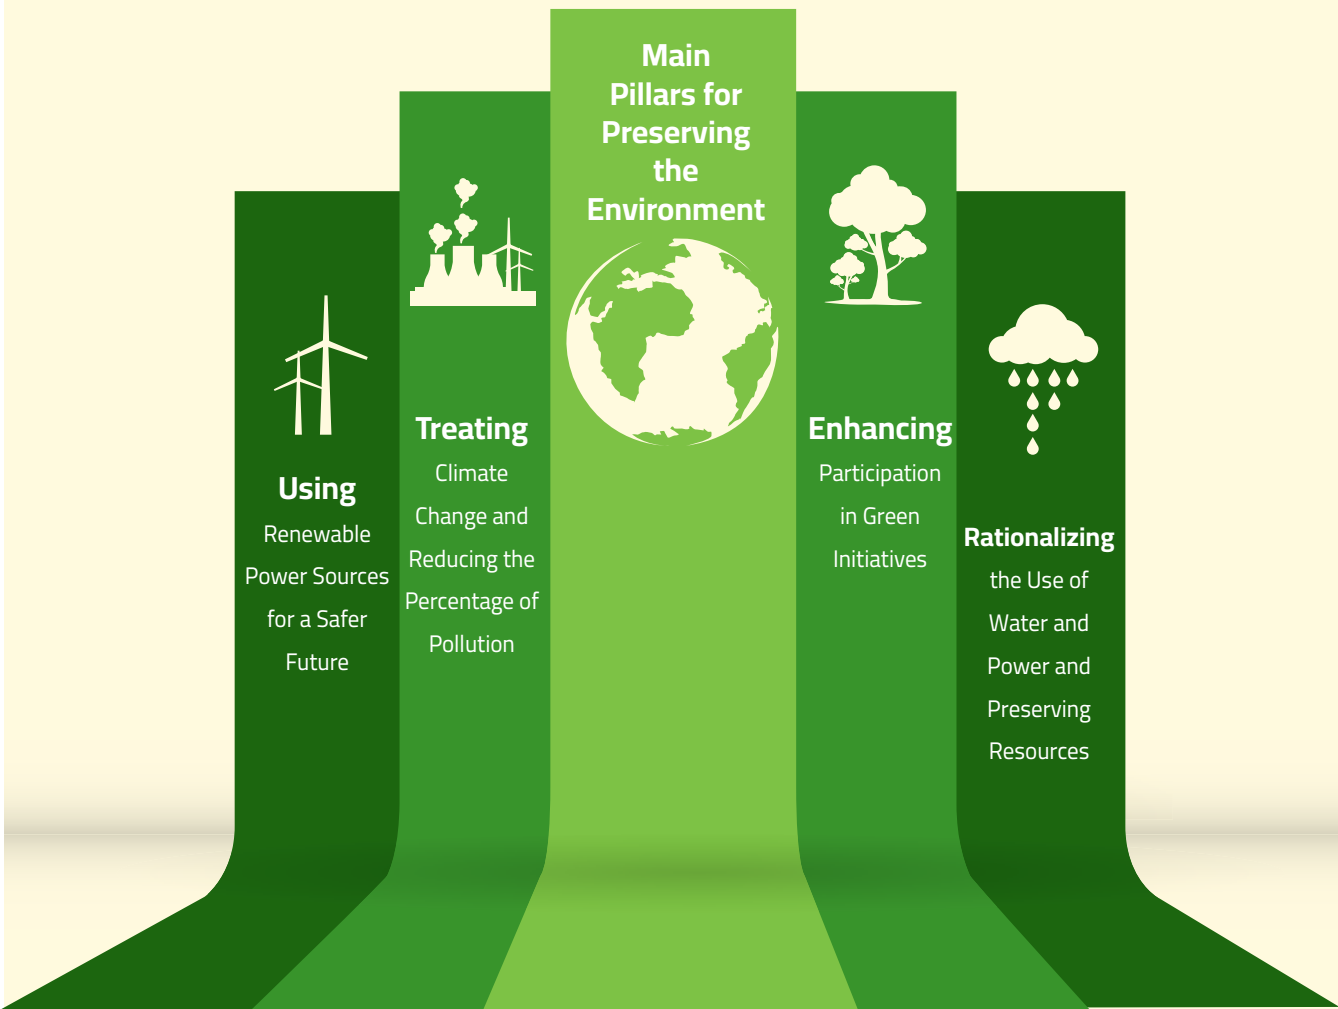 Main
Pillars for
Preserving
the
Environment
Using
Renewable
Power Sources
for a Safer
Future
Treating
Climate
Change and
Reducing the
Percentage of
Pollution
Enhancing
Participation
in Green
Initiatives
Rationalizing
the Use of
Water and
Power and
Preserving
Resources